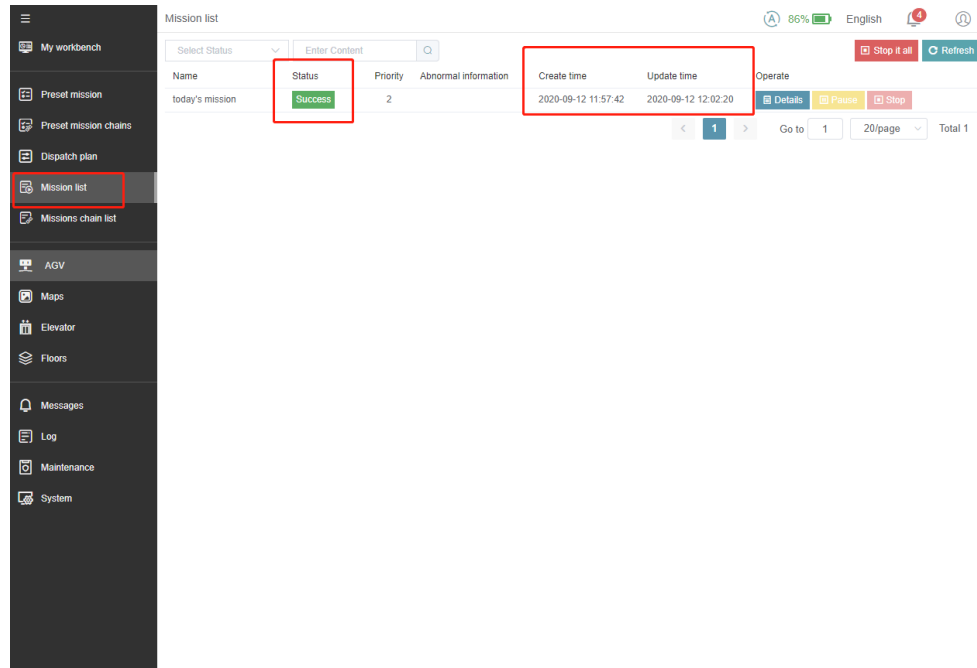 Mission list
86%
English
4
My workbench
Preset mission
Preset mission chains
Dispatch plan
Mission list
Missions chain list
AGV
Maps
Elevator
Floors
Messages
Log
Maintenance
System
Select Status
Enter Content
Stop it all
Refresh
Name Status Priority Abnormal information Create time Update time Operate
today's mission Success 2 2020-09-12 11:57:42 2020-09-12 12:02:20 Details Pause Stop
< 1 > Go to 1 20/page Total 1